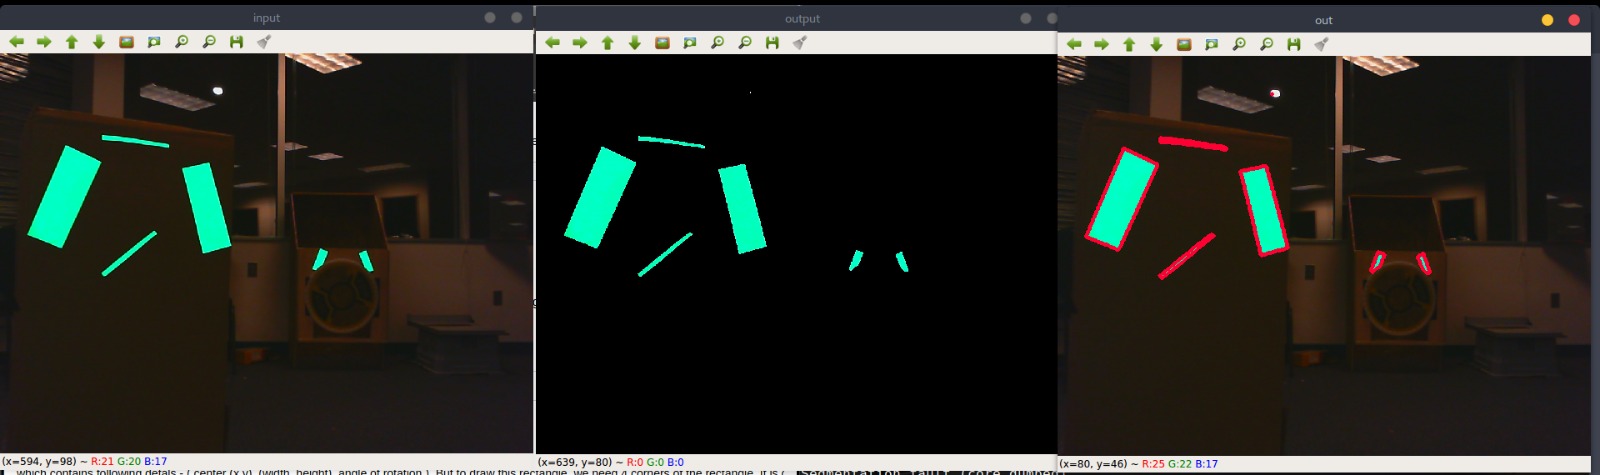 input
output
out
(x=594, y=98) ~ R:21 G:20 B:17
(x=639, y=80) ~ R:0 G:0 B:0
(x=80, y=46) ~ R:25 G:22 B:17
which contains following detals - ( center (x,y), (width, height), angle of rotation ). But to draw this rectangle, we need 4 corners of the rectangle. It is (
Segmentation fault (core dumped